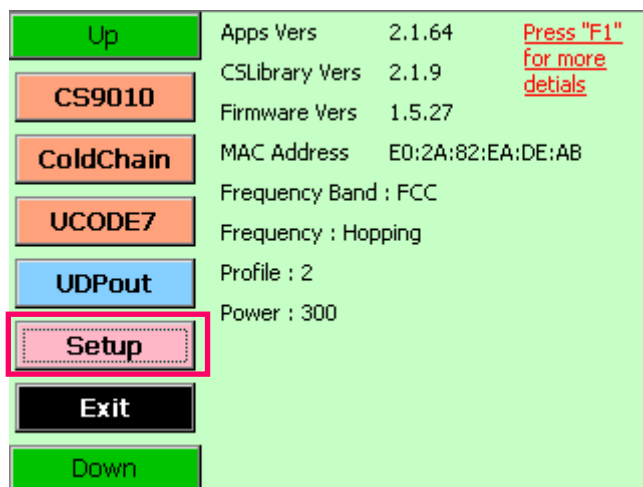 Up
CS9010
ColdChain
UCODE7
UDPout
Setup
Exit
Down
Apps Vers 2.1.64
CSLibrary Vers 2.1.9
Firmware Vers 1.5.27
MAC Address E0:2A:82:EA:DE:AB
Frequency Band : FCC
Frequency : Hopping
Profile : 2
Power : 300
Press "F1"
for more
detials